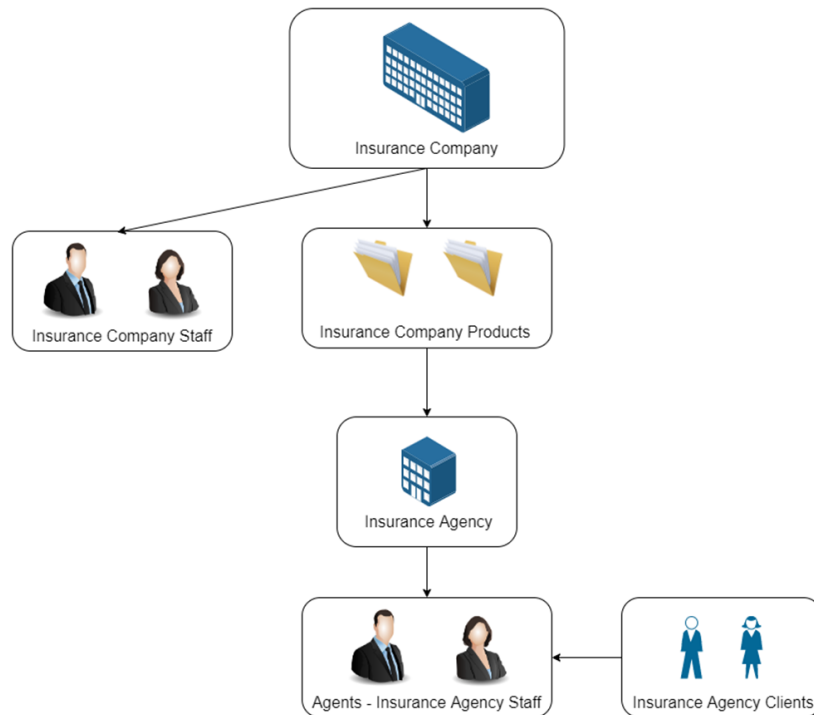 Insurance Company
Insurance Company Staff
Insurance Company Products
Insurance Agency
Agents - Insurance Agency Staff
Insurance Agency Clients